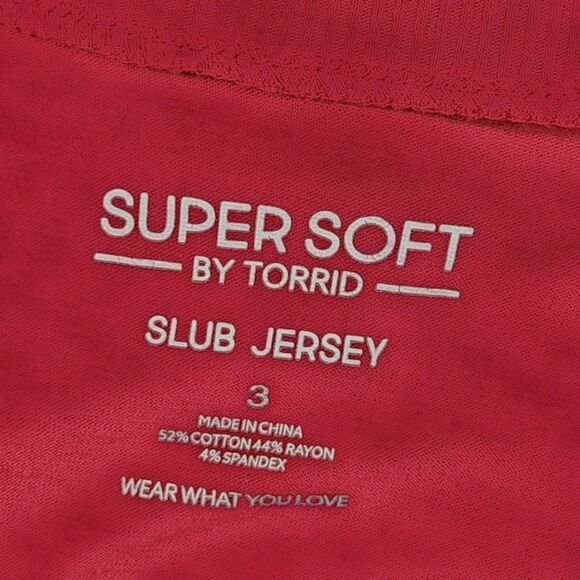 SUPER SOFT
BY TORRID
SLUB JERSEY
3
MADE IN CHINA
52% COTTON 44% RAYON
4% SPANDEX
WEAR WHAT YOU LOVE